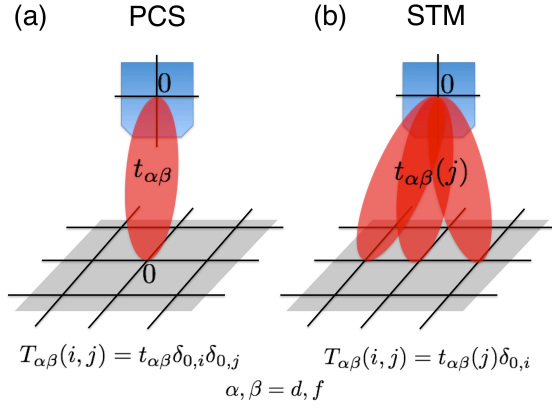 (a) PCS (b) STM
0 0
t_{αβ} t_{αβ}(j)
0
T_{αβ}(i, j) = t_{αβ}δ_{0,i}δ_{0,j} T_{αβ}(i, j) = t_{αβ}(j)δ_{0,i}
α, β = d, f